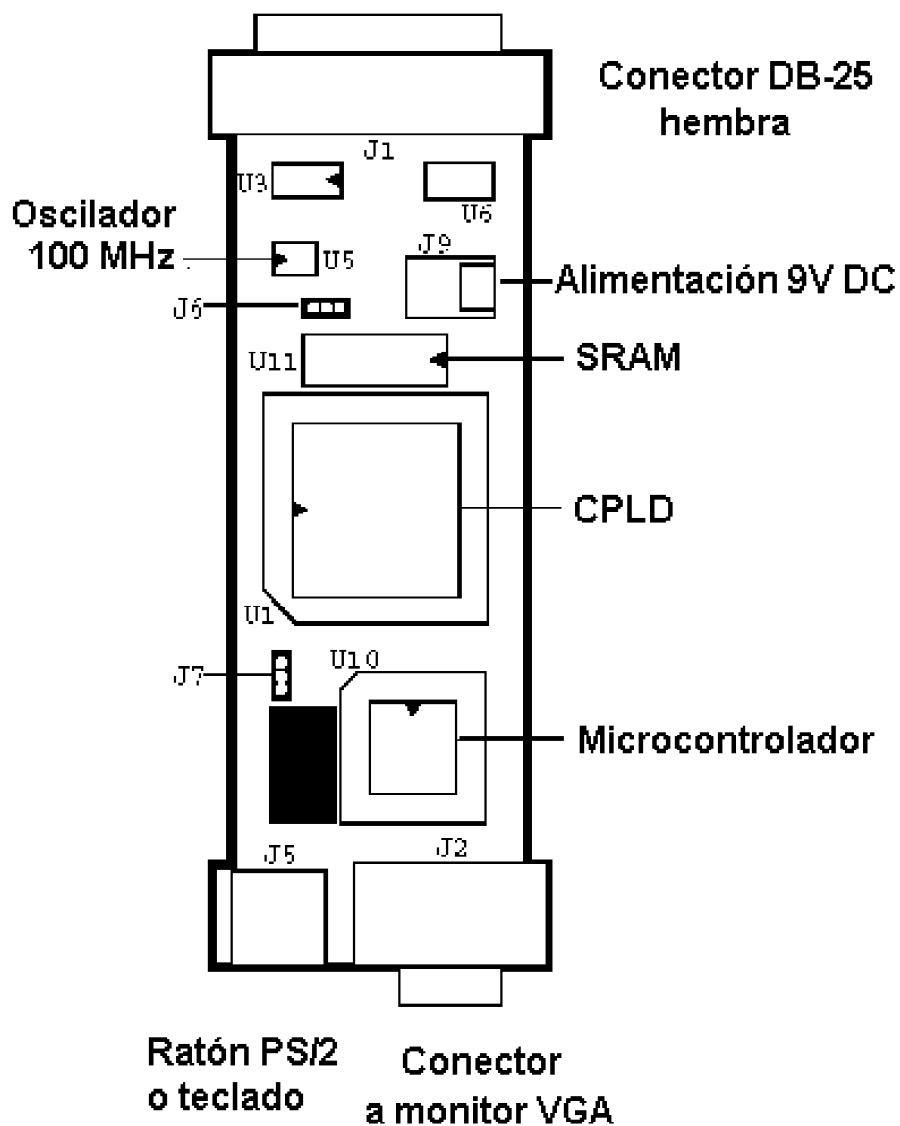 Conector DB-25
hembra
J1
U9
U6
Oscilador
100 MHz
U5
J9
Alimentación 9V DC
J6
U11
SRAM
CPLD
U1
U10
J7
Microcontrolador
J5
J2
Ratón PS/2
o teclado
Conector
a monitor VGA